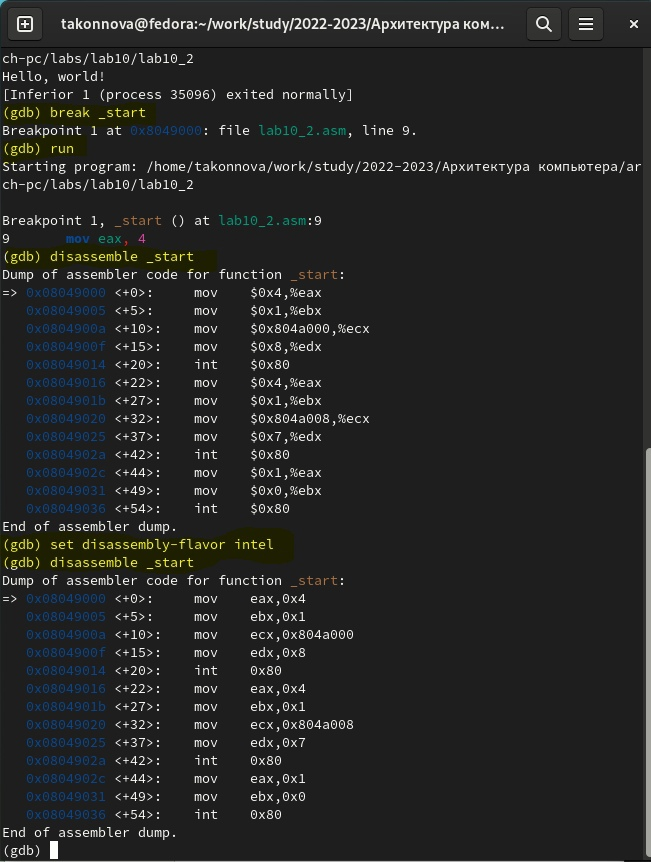 takonnova@fedora:~/work/study/2022-2023/Архитектура ком...
ch-pc/labs/lab10/lab10_2
Hello, world!
[Inferior 1 (process 35096) exited normally]
(gdb) break _start
Breakpoint 1 at 0x8049000: file lab10_2.asm, line 9.
(gdb) run
Starting program: /home/takonnova/work/study/2022-2023/Архитектура компьютера/ar
ch-pc/labs/lab10/lab10_2
Breakpoint 1, _start () at lab10_2.asm:9
9       mov eax, 4
(gdb) disassemble _start
Dump of assembler code for function _start:
=> 0x08049000 <+0>:     mov    $0x4,%eax
   0x08049005 <+5>:     mov    $0x1,%ebx
   0x0804900a <+10>:    mov    $0x804a000,%ecx
   0x0804900f <+15>:    mov    $0x8,%edx
   0x08049014 <+20>:    int    $0x80
   0x08049016 <+22>:    mov    $0x4,%eax
   0x0804901b <+27>:    mov    $0x1,%ebx
   0x08049020 <+32>:    mov    $0x804a008,%ecx
   0x08049025 <+37>:    mov    $0x7,%edx
   0x0804902a <+42>:    int    $0x80
   0x0804902c <+44>:    mov    $0x1,%eax
   0x08049031 <+49>:    mov    $0x0,%ebx
   0x08049036 <+54>:    int    $0x80
End of assembler dump.
(gdb) set disassembly-flavor intel
(gdb) disassemble _start
Dump of assembler code for function _start:
=> 0x08049000 <+0>:     mov    eax,0x4
   0x08049005 <+5>:     mov    ebx,0x1
   0x0804900a <+10>:    mov    ecx,0x804a000
   0x0804900f <+15>:    mov    edx,0x8
   0x08049014 <+20>:    int    0x80
   0x08049016 <+22>:    mov    eax,0x4
   0x0804901b <+27>:    mov    ebx,0x1
   0x08049020 <+32>:    mov    ecx,0x804a008
   0x08049025 <+37>:    mov    edx,0x7
   0x0804902a <+42>:    int    0x80
   0x0804902c <+44>:    mov    eax,0x1
   0x08049031 <+49>:    mov    ebx,0x0
   0x08049036 <+54>:    int    0x80
End of assembler dump.
(gdb)